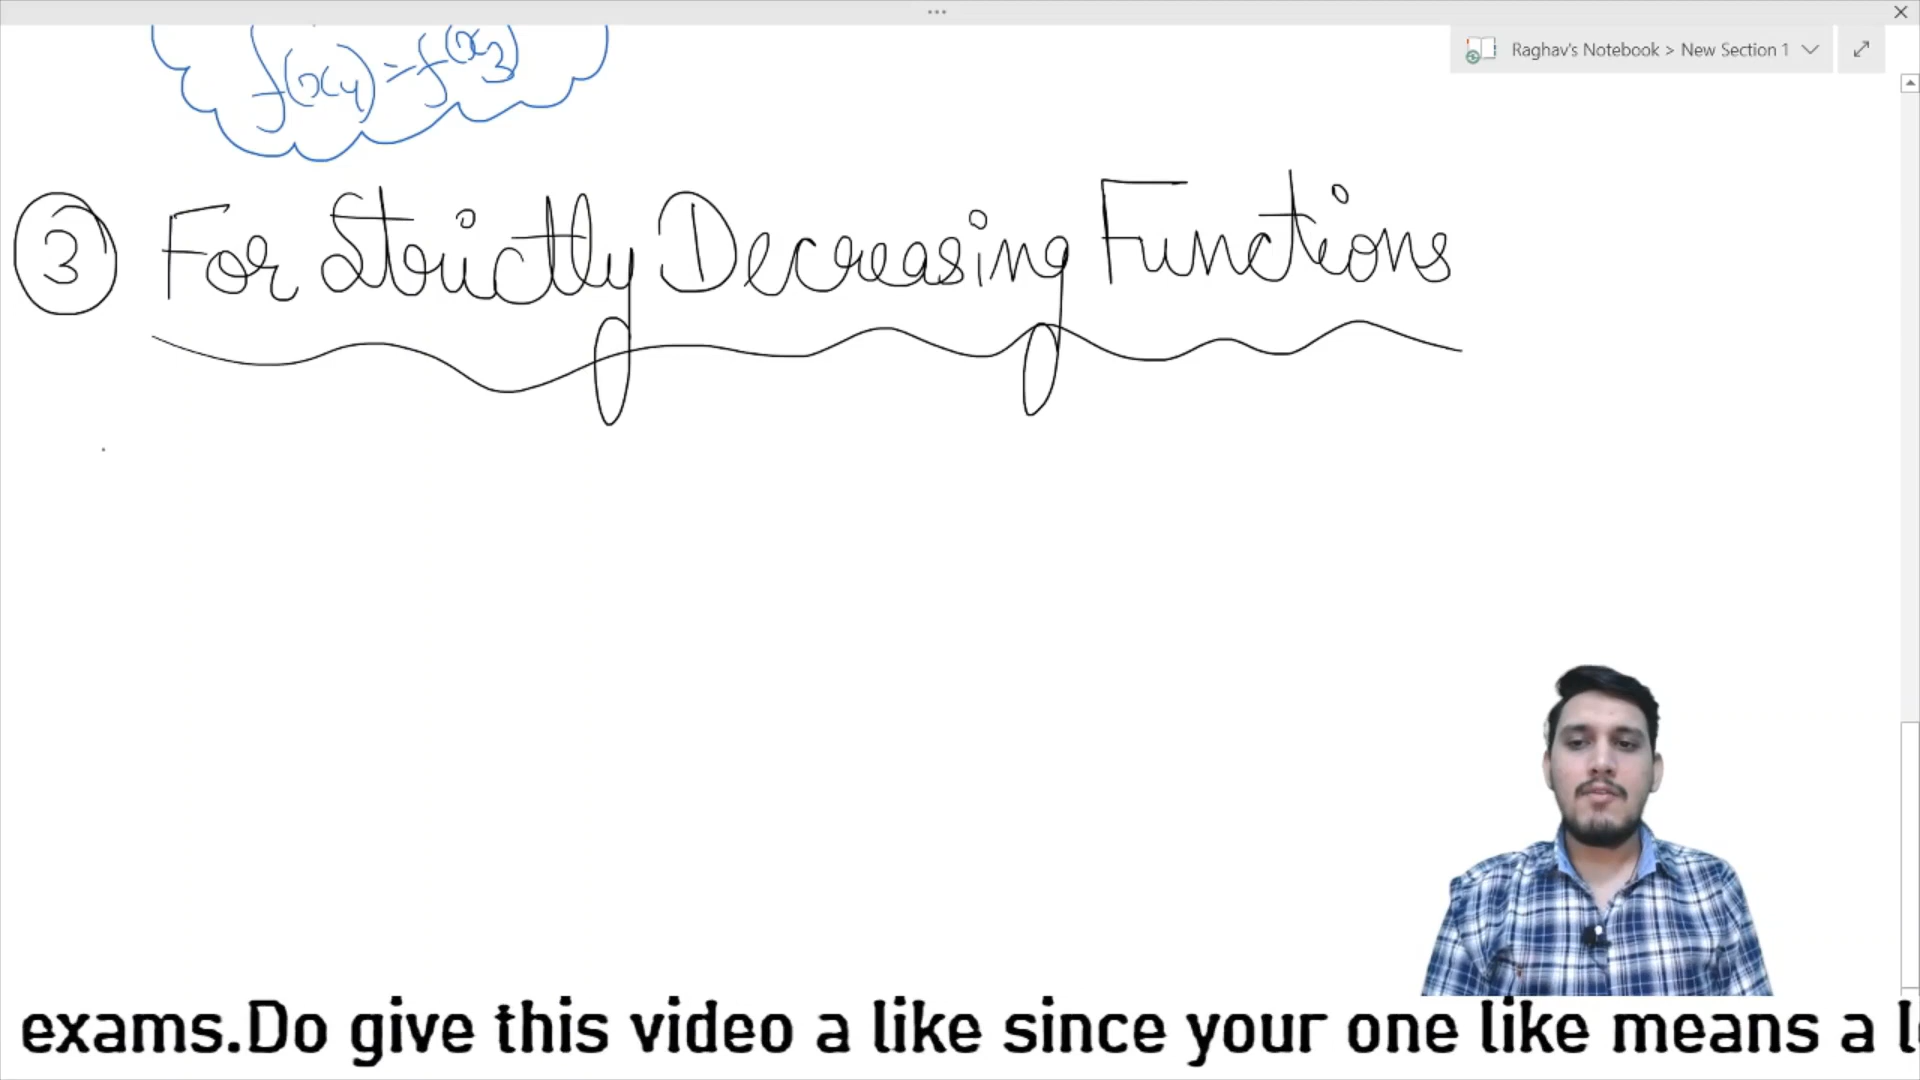 ...
Raghav's Notebook > New Section 1
f(x4)=f(x3)
3 For Strictly Decreasing Functions
exams.Do give this video a like since your one like means a l